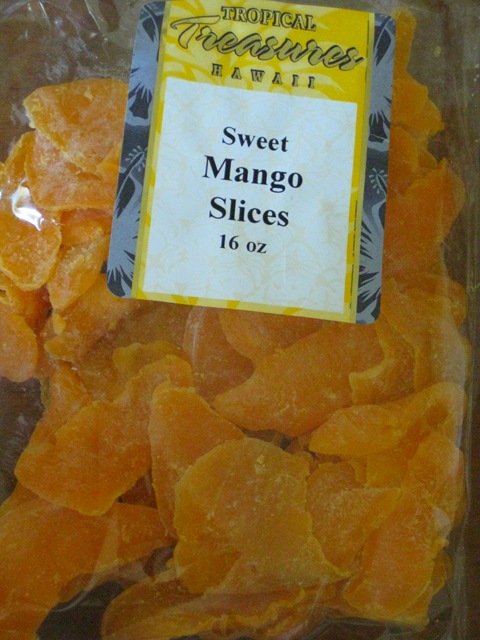 TROPICAL
Treasures
HAWAII
Sweet
Mango
Slices
16 oz